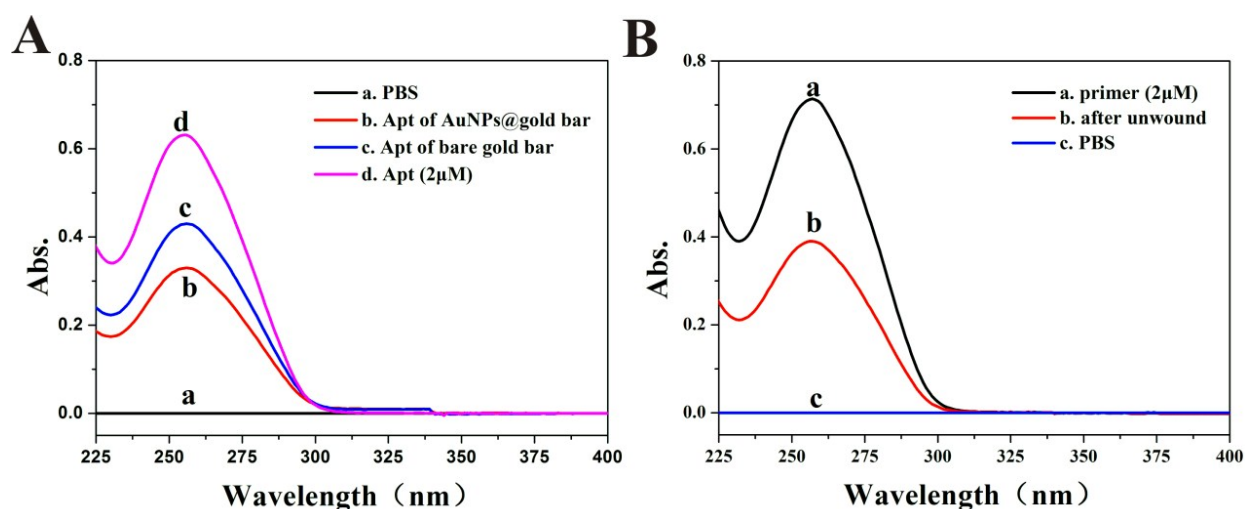 A
Abs.
0.8
0.6
0.4
0.2
0.0
a. PBS
b. Apt of AuNPs@gold bar
c. Apt of bare gold bar
d. Apt (2μM)
d
c
b
a
225 250 275 300 325 350 375 400
Wavelength（nm）
B
Abs.
0.8
0.6
0.4
0.2
0.0
a. primer (2μM)
b. after unwound
c. PBS
a
b
c
225 250 275 300 325 350 375 400
Wavelength（nm）